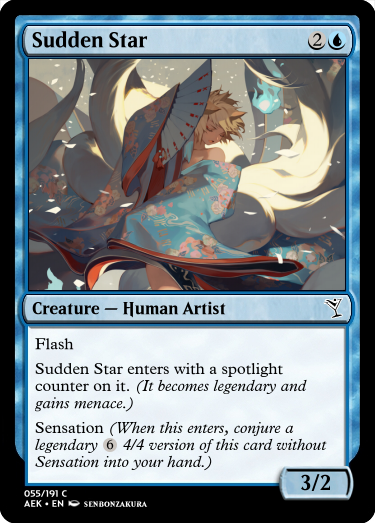 Sudden Star 2
Creature — Human Artist
Flash
Sudden Star enters with a spotlight
counter on it. (It becomes legendary and
gains menace.)
Sensation (When this enters, conjure a
legendary 6 4/4 version of this card without
Sensation into your hand.)
3/2
055/191 C
AEK • EN SENBONZAKURA